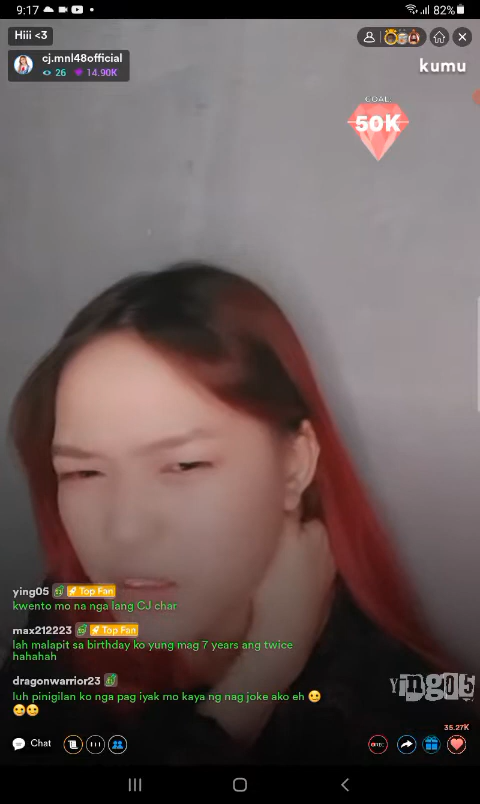 9:17
82%
Hiii <3
cj.mnl48official
26 14.90K
kumu
GOAL:
50K
ying05 Top Fan
kwento mo na nga lang CJ char
max212223 Top Fan
lah malapit sa birthday ko yung mag 7 years ang twice
hahahah
dragonwarrior23
luh pinigilan ko nga pag iyak mo kaya ng nag joke ako eh 😐
😔😔
Ying05
35.27K
Chat